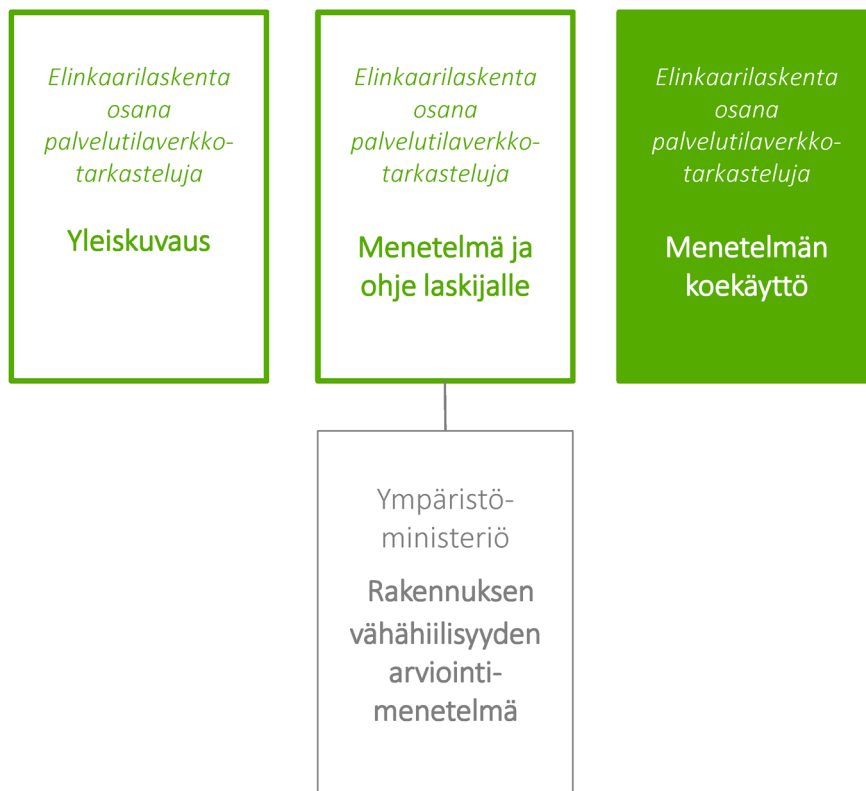 Elinkaarilaskenta
osana
palvelutilaverkko-
tarkasteluja
Yleiskuvaus
Elinkaarilaskenta
osana
palvelutilaverkko-
tarkasteluja
Menetelmä ja
ohje laskijalle
Elinkaarilaskenta
osana
palvelutilaverkko-
tarkasteluja
Menetelmän
koekäyttö
Ympäristö-
ministeriö
Rakennuksen
vähähiilisyyden
arviointi-
menetelmä